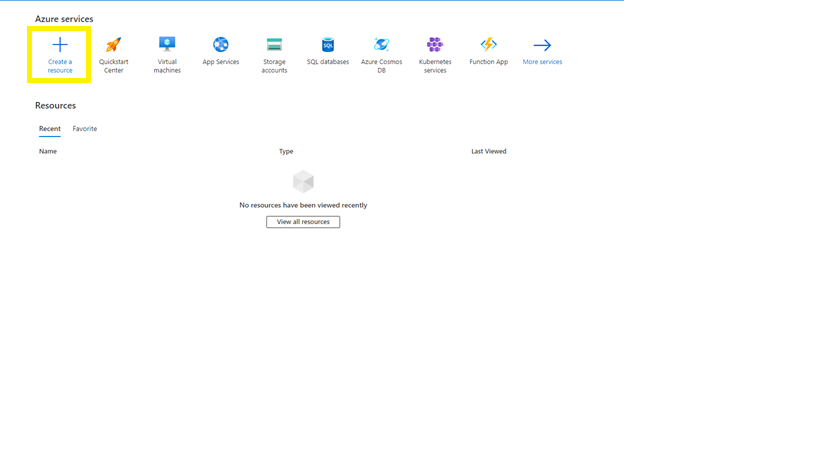 Azure services
Create a
resource
Quickstart
Center
Virtual
machines
App Services
Storage
accounts
SQL
SQL databases
Azure Cosmos
DB
Kubernetes
services
Function App
More services
Resources
Recent Favorite
Name Type Last Viewed
No resources have been viewed recently
View all resources